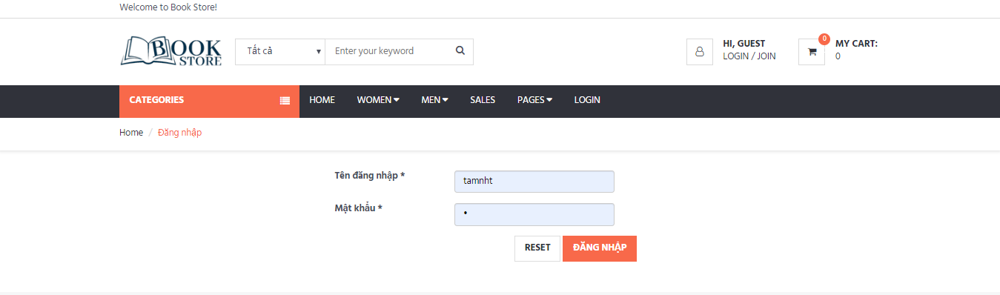 Welcome to Book Store!
BOOK
STORE
Tất cả
Enter your keyword
HI, GUEST
LOGIN / JOIN
0
MY CART:
0
CATEGORIES
HOME
WOMEN
MEN
SALES
PAGES
LOGIN
Home / Đăng nhập
Tên đăng nhập *
tamnht
Mật khẩu *
RESET
ĐĂNG NHẬP